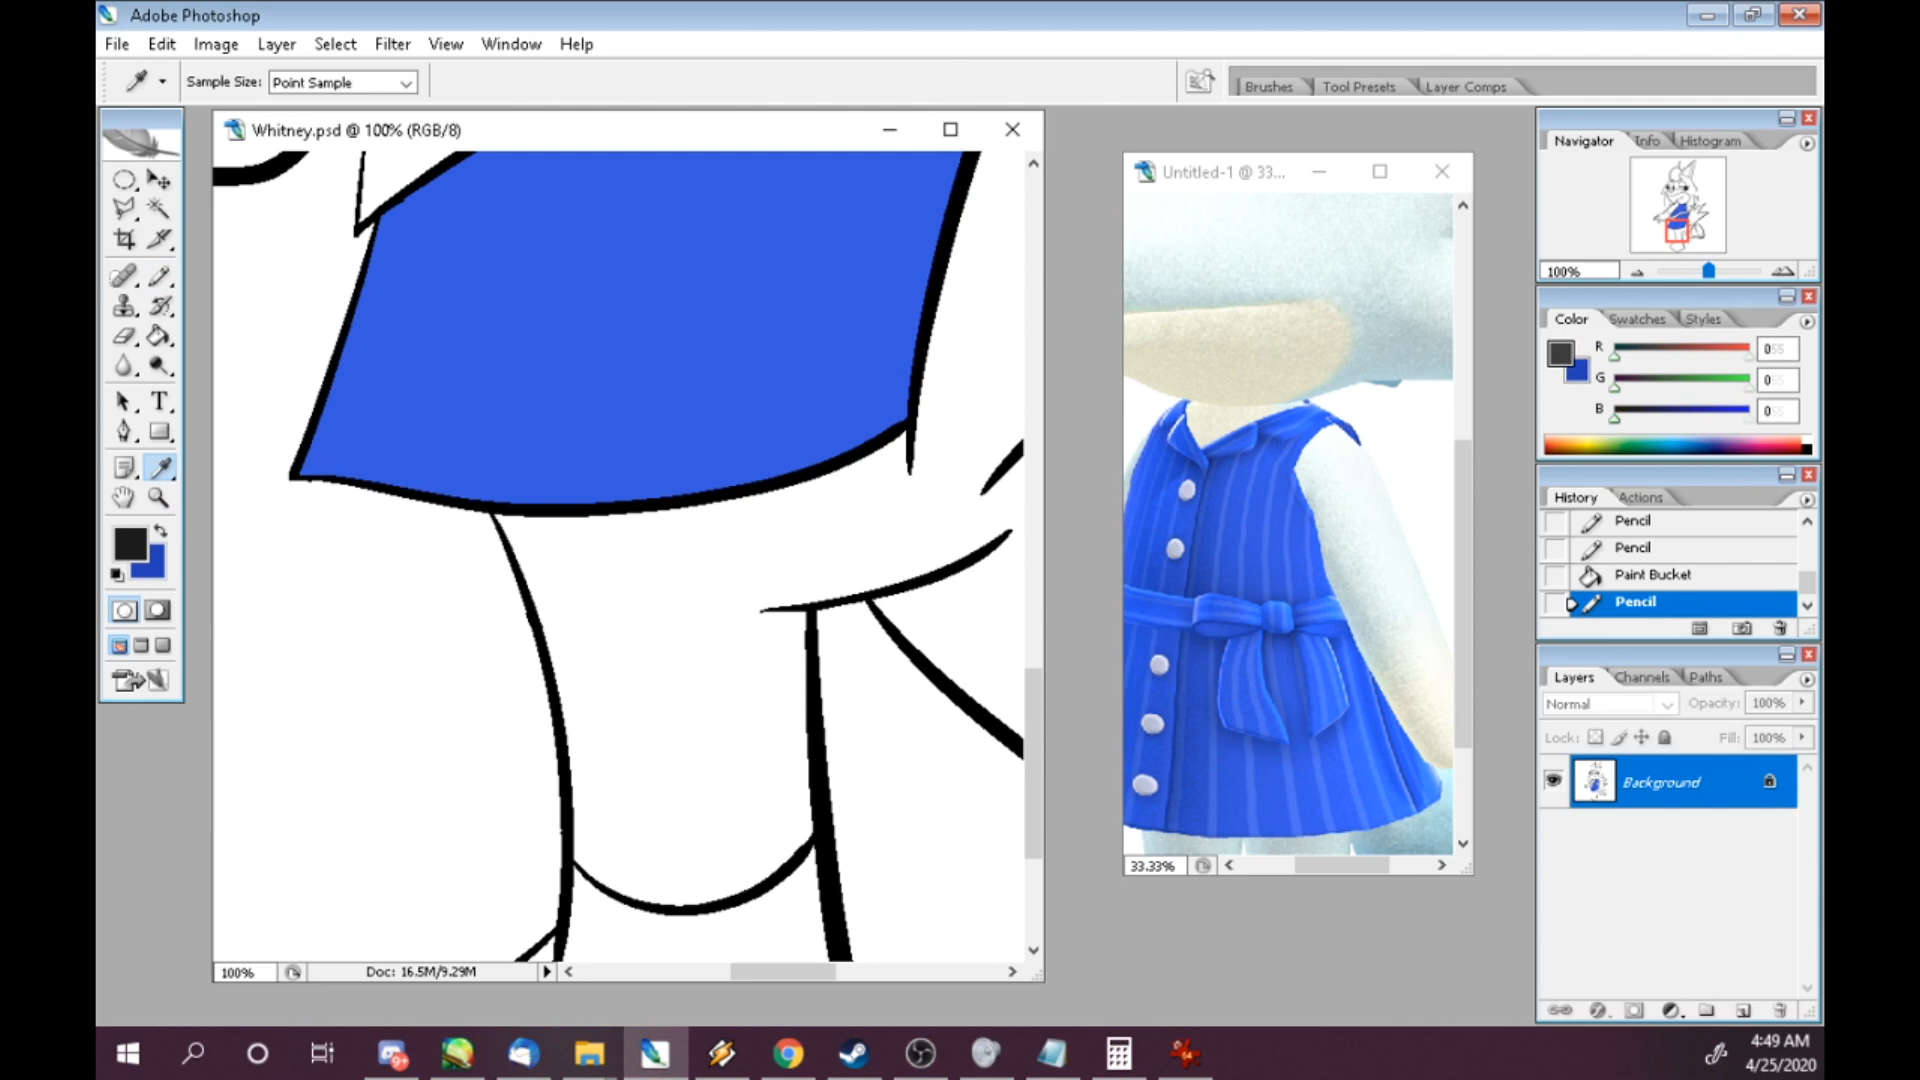 Adobe Photoshop
File Edit Image Layer Select Filter View Window Help
Sample Size: Point Sample
Brushes Tool Presets Layer Comps
Whitney.psd @ 100% (RGB/8)
Untitled-1 @ 33...
Navigator Info Histogram
100%
Color Swatches Styles
R
G
B
History Actions
Pencil
Pencil
Paint Bucket
Pencil
Layers Channels Paths
Normal Opacity: 100%
Lock: Fill: 100%
Background
33.33%
100% Doc: 16.5M/9.29M
9+
4:49 AM
4/25/2020